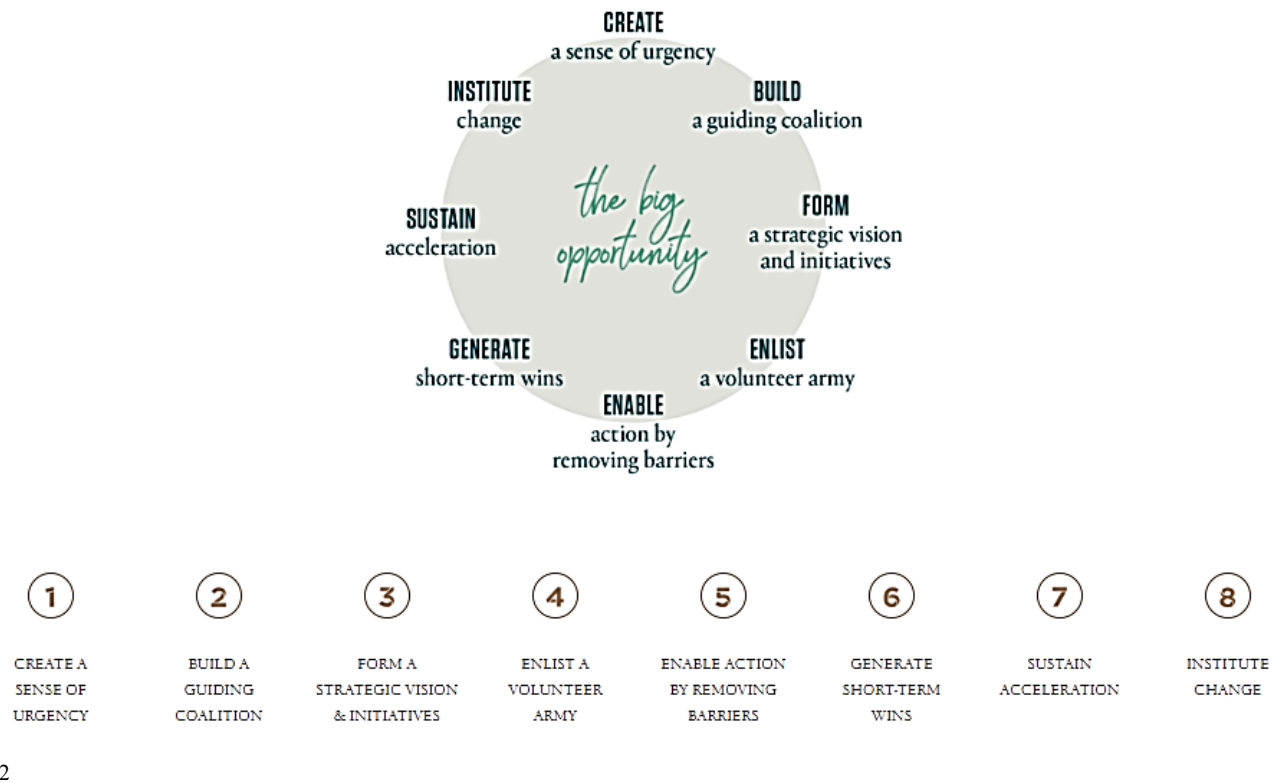 CREATE
a sense of urgency
BUILD
a guiding coalition
FORM
a strategic vision
and initiatives
ENLIST
a volunteer army
ENABLE
action by
removing barriers
GENERATE
short-term wins
SUSTAIN
acceleration
INSTITUTE
change
the big
opportunity
1
CREATE A
SENSE OF
URGENCY
2
BUILD A
GUIDING
COALITION
3
FORM A
STRATEGIC VISION
& INITIATIVES
4
ENLIST A
VOLUNTEER
ARMY
5
ENABLE ACTION
BY REMOVING
BARRIERS
6
GENERATE
SHORT-TERM
WINS
7
SUSTAIN
ACCELERATION
8
INSTITUTE
CHANGE
2